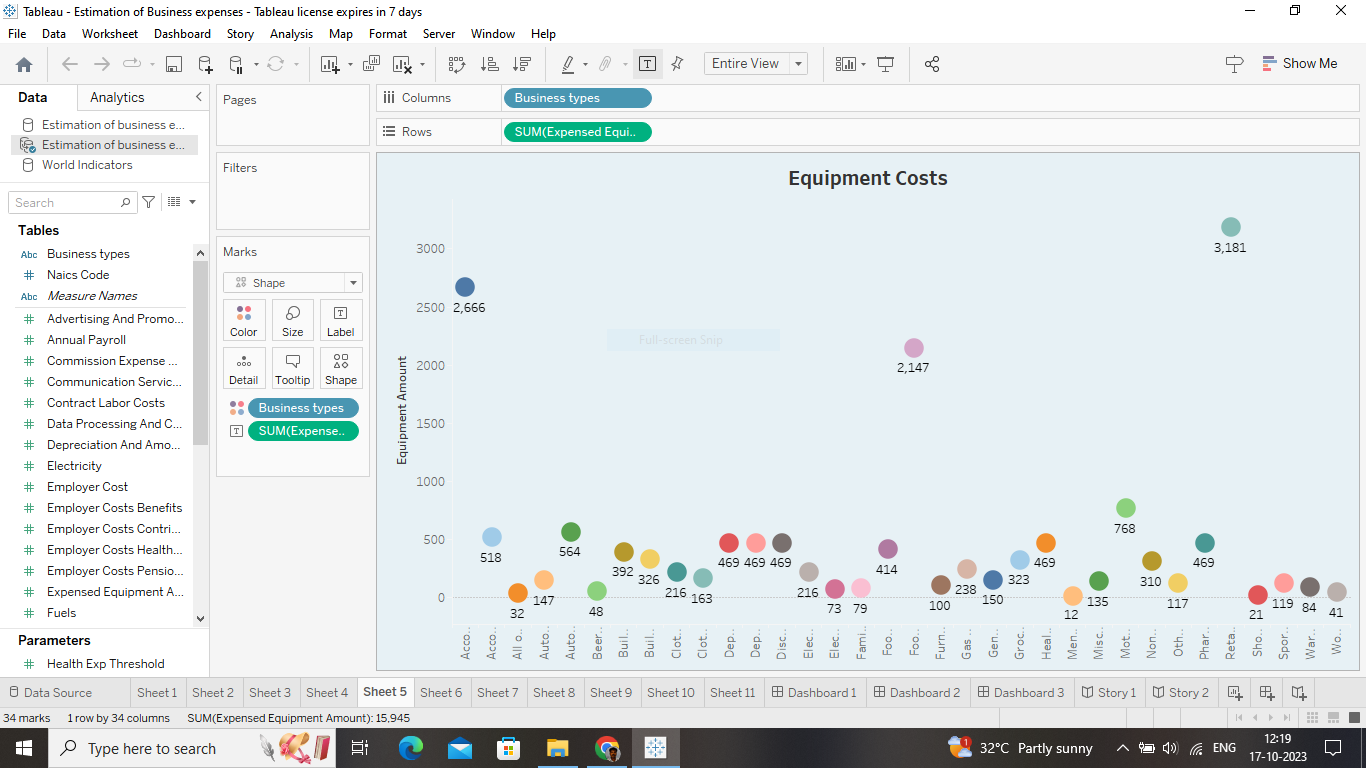 Tableau - Estimation of Business expenses - Tableau license expires in 7 days
File Data Worksheet Dashboard Story Analysis Map Format Server Window Help
Entire View
Show Me
Data Analytics
Estimation of business e...
Estimation of business e...
World Indicators
Search
Tables
Abc Business types
# Naics Code
Abc Measure Names
# Advertising And Promo...
# Annual Payroll
# Commission Expense ...
# Communication Servic...
# Contract Labor Costs
# Data Processing And C...
# Depreciation And Amo...
# Electricity
# Employer Cost
# Employer Costs Benefits
# Employer Costs Contri...
# Employer Costs Health...
# Employer Costs Pensio...
# Expensed Equipment A...
# Fuels
Parameters
# Health Exp Threshold
Pages
Filters
Marks
Shape
Color Size Label
Detail Tooltip Shape
Business types
SUM(Expense..
Columns Business types
Rows SUM(Expensed Equi..
Equipment Costs
Full-screen Snip
Equipment Amount
3000
2500
2000
1500
1000
500
0
2,666
518
32
147
564
48
392
326
216
163
469
469
469
216
73
79
414
2,147
100
238
150
323
469
12
135
768
310
117
469
3,181
21
119
84
41
Acco..
Acco..
All o..
Auto..
Auto..
Beer..
Buil..
Buil..
Clot..
Clot..
Dep..
Dep..
Disc..
Elec..
Elec..
Fami..
Foo..
Foo..
Furn..
Gas ..
Gen..
Groc..
Heal..
Men..
Misc..
Mot..
Non..
Oth..
Phar..
Reta..
Sho..
Spor..
War..
Wo..
Data Source Sheet 1 Sheet 2 Sheet 3 Sheet 4 Sheet 5 Sheet 6 Sheet 7 Sheet 8 Sheet 9 Sheet 10 Sheet 11 Dashboard 1 Dashboard 2 Dashboard 3 Story 1 Story 2
34 marks 1 row by 34 columns SUM(Expensed Equipment Amount): 15,945
Type here to search
1
32°C Partly sunny
ENG
12:19
17-10-2023